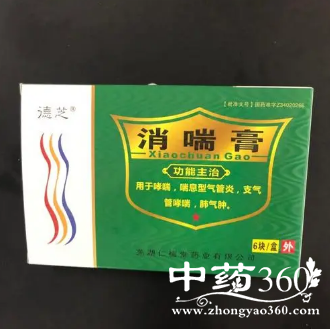 德芝®
消喘膏
Xiaochuan Gao
功能主治
用于哮喘，喘息型气管炎，支气
管哮喘，肺气肿。
6块/盒 外
中药360
www.zhongyao360.com